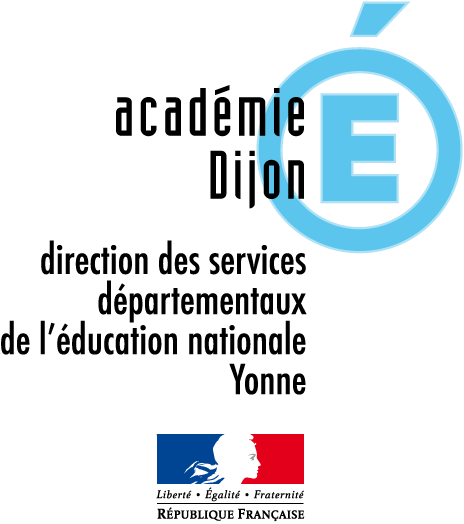 académie
Dijon
É
direction des services
départementaux
de l'éducation nationale
Yonne
Liberté • Égalité • Fraternité
RÉPUBLIQUE FRANÇAISE